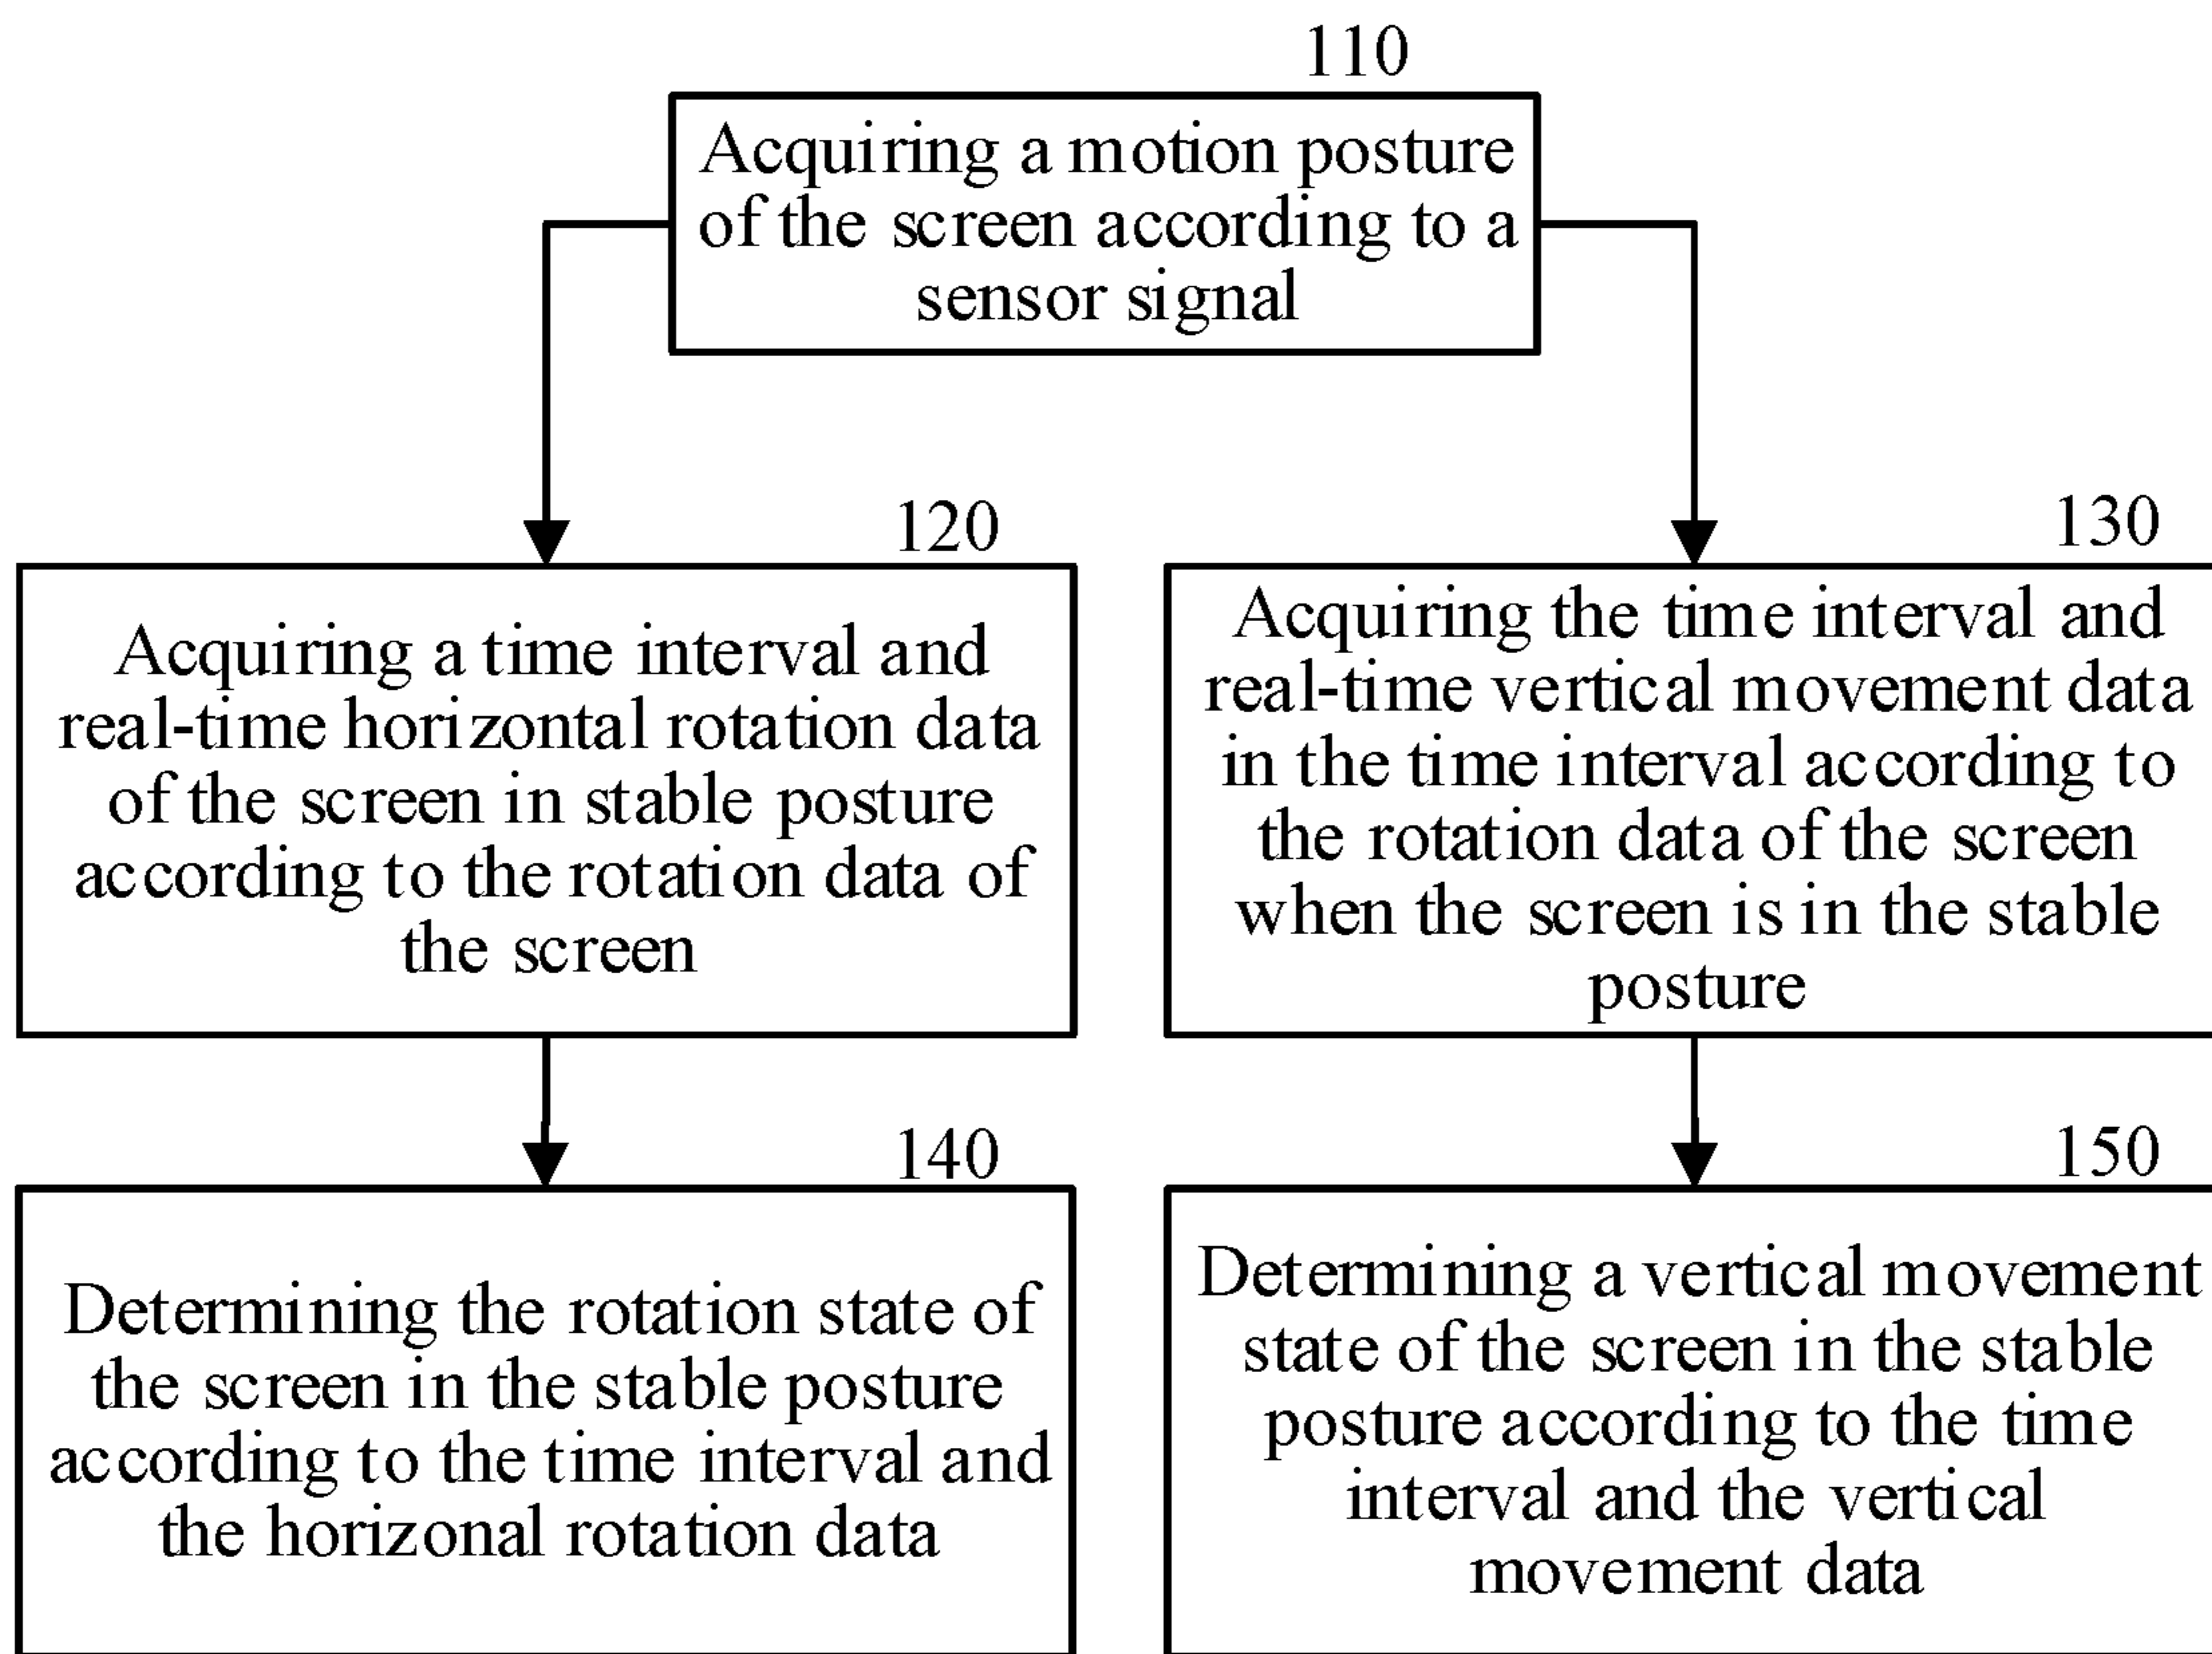 110
Acquiring a motion posture
of the screen according to a
sensor signal
120
Acquiring a time interval and
real-time horizontal rotation data
of the screen in stable posture
according to the rotation data of
the screen
130
Acquiring the time interval and
real-time vertical movement data
in the time interval according to
the rotation data of the screen
when the screen is in the stable
posture
140
Determining the rotation state of
the screen in the stable posture
according to the time interval and
the horizonal rotation data
150
Determining a vertical movement
state of the screen in the stable
posture according to the time
interval and the vertical
movement data